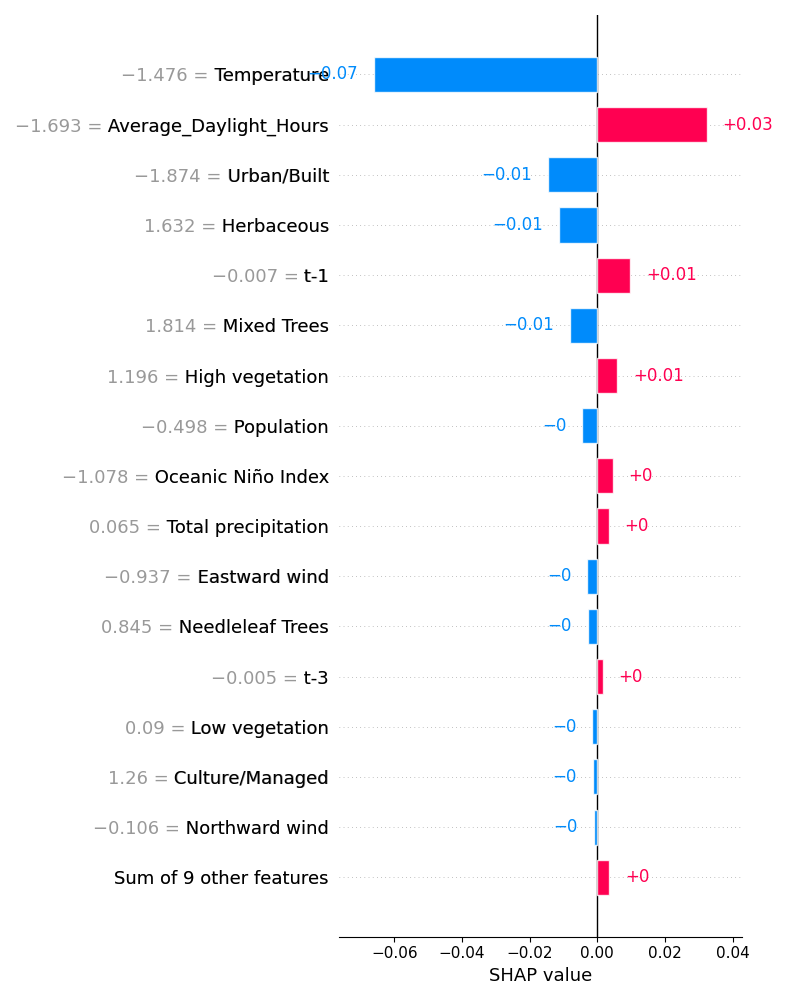 −1.476 = Temperature −0.07
−1.693 = Average_Daylight_Hours +0.03
−1.874 = Urban/Built −0.01
1.632 = Herbaceous −0.01
−0.007 = t-1 +0.01
1.814 = Mixed Trees −0.01
1.196 = High vegetation +0.01
−0.498 = Population −0
−1.078 = Oceanic Niño Index +0
0.065 = Total precipitation +0
−0.937 = Eastward wind −0
0.845 = Needleleaf Trees −0
−0.005 = t-3 +0
0.09 = Low vegetation −0
1.26 = Culture/Managed −0
−0.106 = Northward wind −0
Sum of 9 other features +0
−0.06 −0.04 −0.02 0.00 0.02 0.04
SHAP value